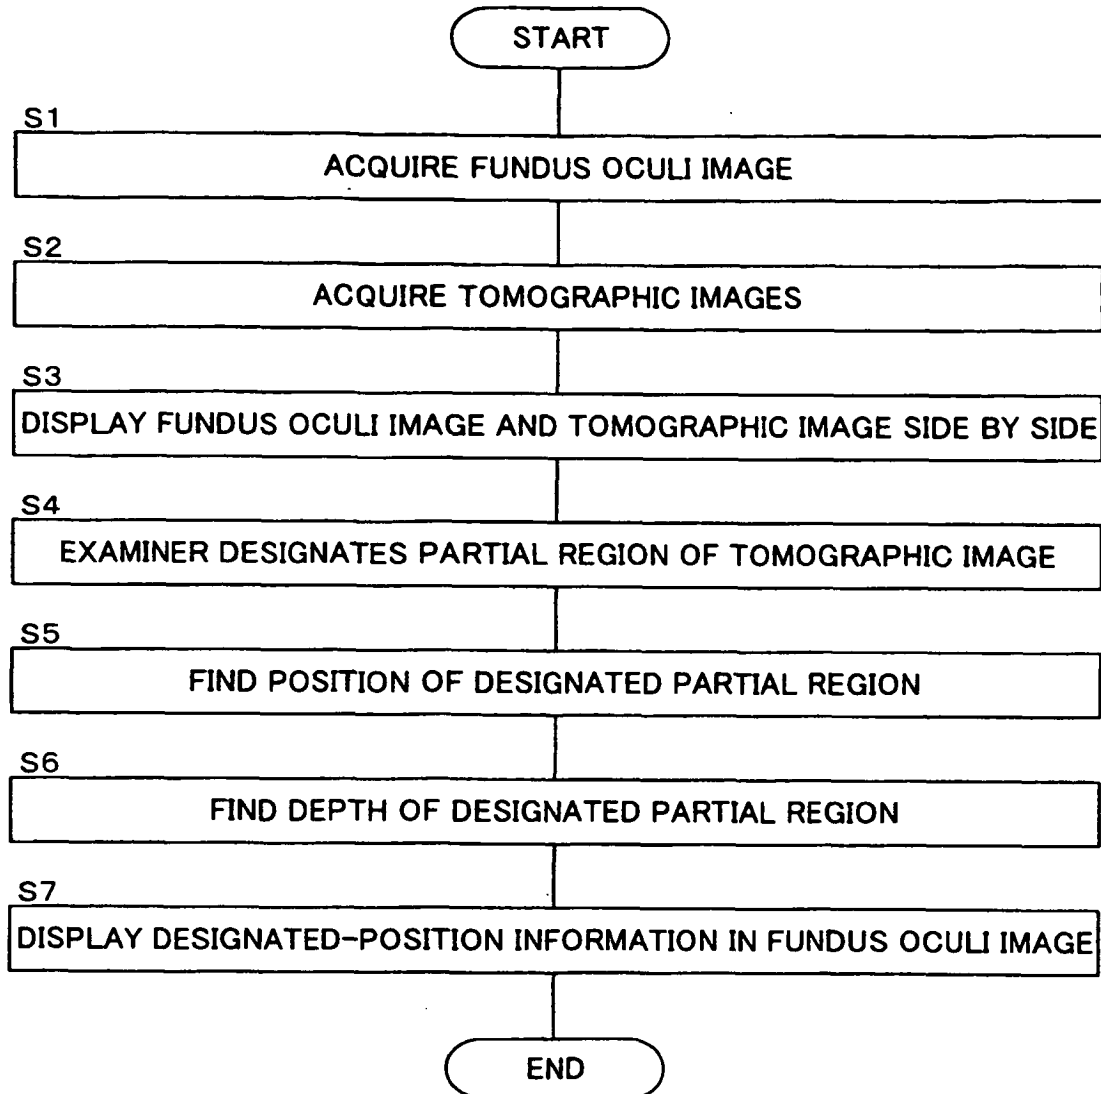 START
S1
ACQUIRE FUNDUS OCULI IMAGE
S2
ACQUIRE TOMOGRAPHIC IMAGES
S3
DISPLAY FUNDUS OCULI IMAGE AND TOMOGRAPHIC IMAGE SIDE BY SIDE
S4
EXAMINER DESIGNATES PARTIAL REGION OF TOMOGRAPHIC IMAGE
S5
FIND POSITION OF DESIGNATED PARTIAL REGION
S6
FIND DEPTH OF DESIGNATED PARTIAL REGION
S7
DISPLAY DESIGNATED-POSITION INFORMATION IN FUNDUS OCULI IMAGE
END